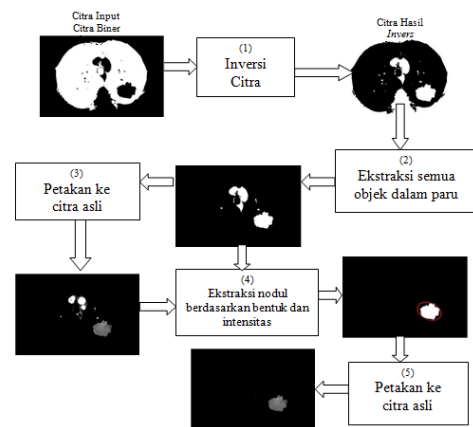 Citra Input
Citra Biner
(1)
Inversi
Citra
Citra Hasil
Invers
(2)
Ekstraksi semua
objek dalam paru
(3)
Petakan ke
citra asli
(4)
Ekstraksi nodul
berdasarkan bentuk dan
intensitas
(5)
Petakan ke
citra asli